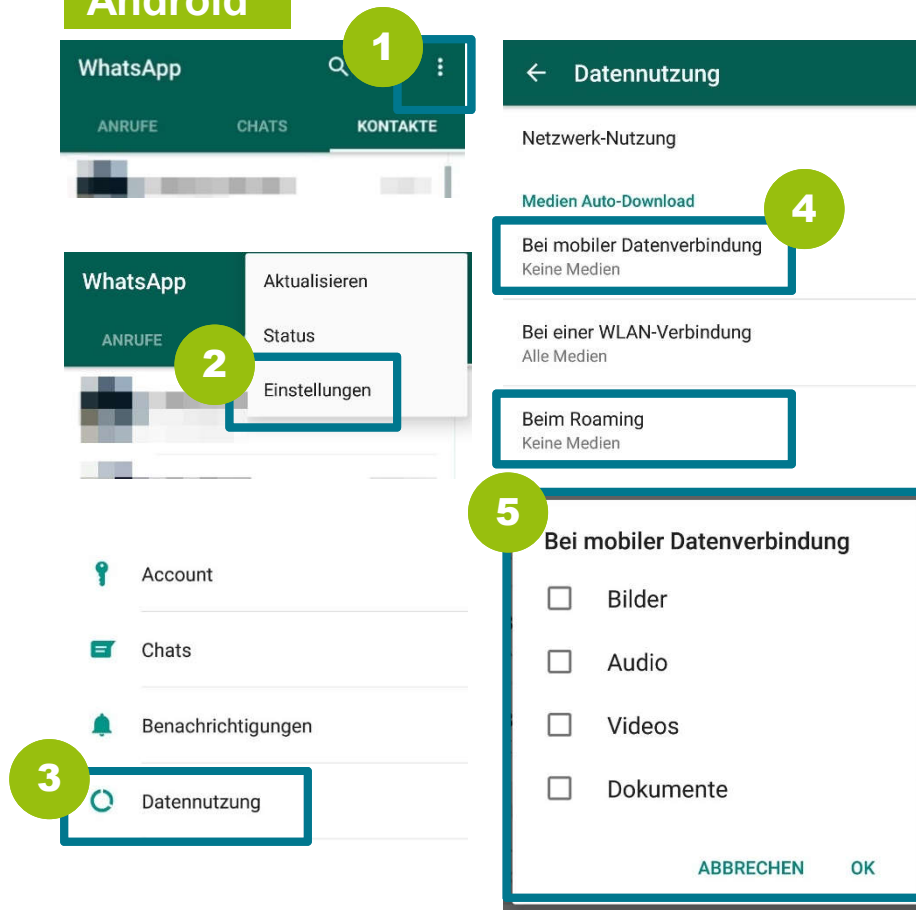 Android
1
WhatsApp
ANRUFE CHATS KONTAKTE
WhatsApp
ANRUFE
Aktualisieren
Status
2
Einstellungen
Account
Chats
Benachrichtigungen
3
Datennutzung
Datennutzung
Netzwerk-Nutzung
Medien Auto-Download
4
Bei mobiler Datenverbindung
Keine Medien
Bei einer WLAN-Verbindung
Alle Medien
Beim Roaming
Keine Medien
5
Bei mobiler Datenverbindung
Bilder
Audio
Videos
Dokumente
ABBRECHEN OK